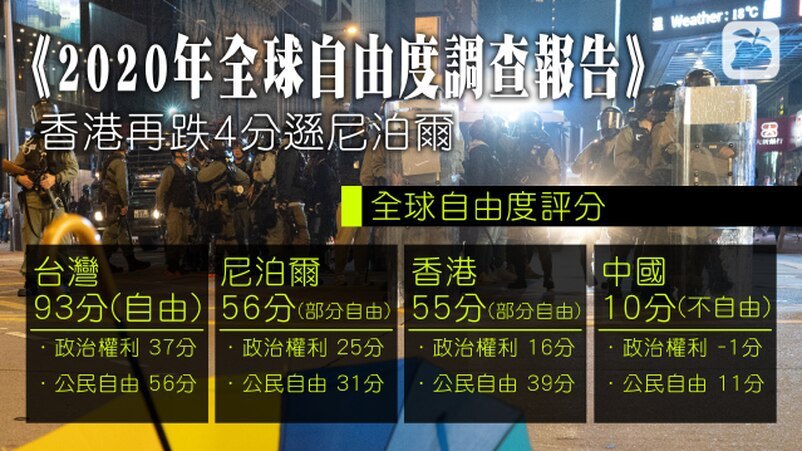 Weather: 18℃
《2020年全球自由度調查報告》
香港再跌4分遜尼泊爾
全球自由度評分
台灣
93分(自由)
· 政治權利 37分
· 公民自由 56分
尼泊爾
56分(部分自由)
· 政治權利 25分
· 公民自由 31分
香港
55分(部分自由)
· 政治權利 16分
· 公民自由 39分
中國
10分(不自由)
· 政治權利 -1分
· 公民自由 11分